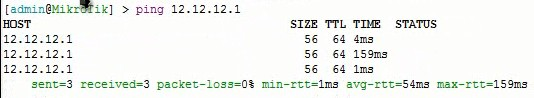 [admin@MikroTik] > ping 12.12.12.1
HOST SIZE TTL TIME STATUS
12.12.12.1 56 64 4ms
12.12.12.1 56 64 159ms
12.12.12.1 56 64 1ms
sent=3 received=3 packet-loss=0% min-rtt=1ms avg-rtt=54ms max-rtt=159ms